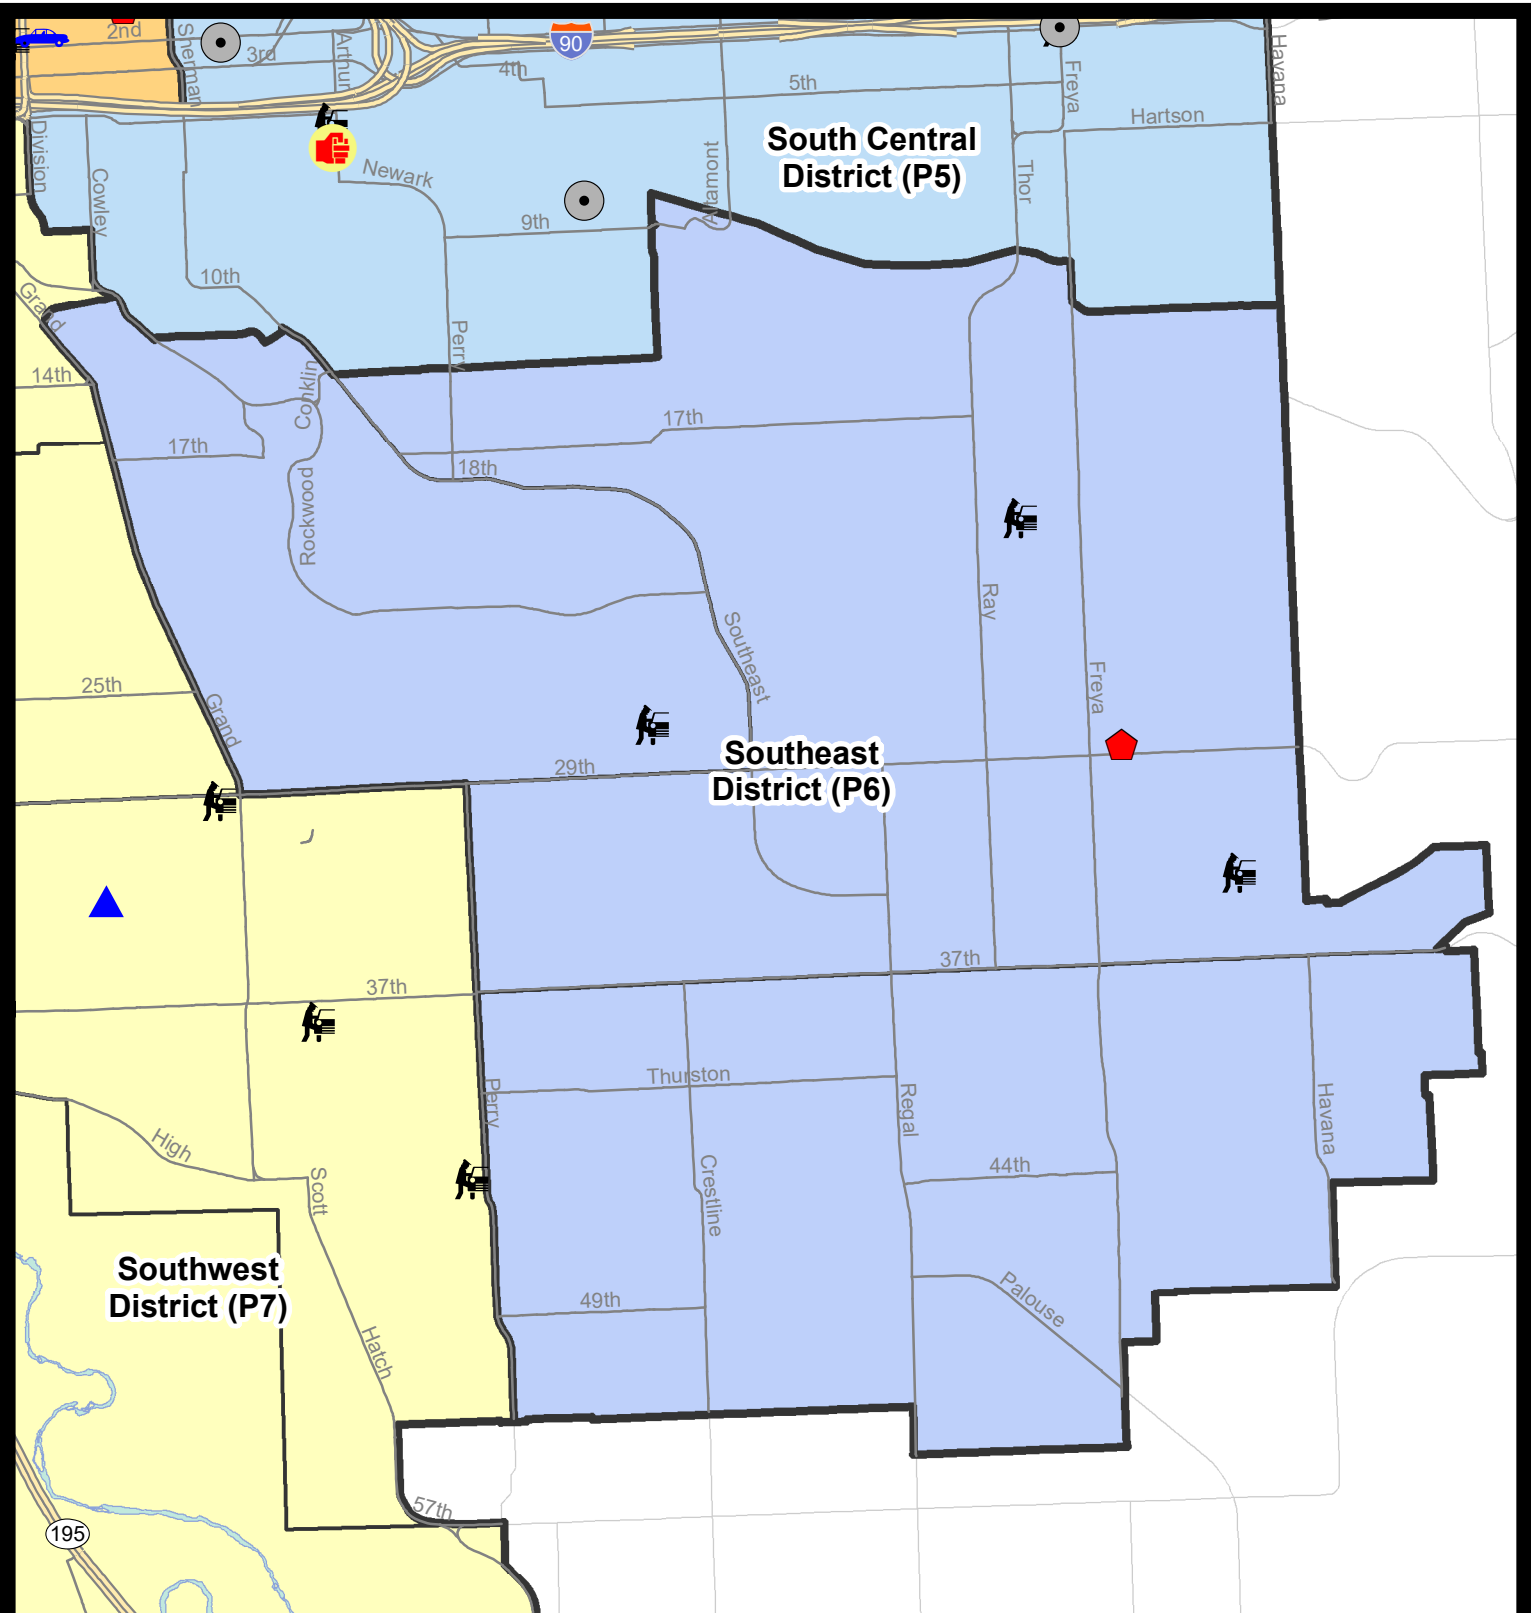 2nd
Sherman
3rd
Arthur
90
4th
5th
Freya
Havana
Hartson
South Central
District (P5)
Division
Cowley
Newark
Altamont
Thor
9th
10th
Grand
Perry
14th
Conklin
17th
17th
18th
Rockwood
Ray
Southeast
Freya
25th
Grand
Southeast
District (P6)
29th
37th
37th
Thurston
Perry
Regal
Havana
High
Scott
Crestline
44th
Southwest
District (P7)
49th
Palouse
Hatch
57th
195